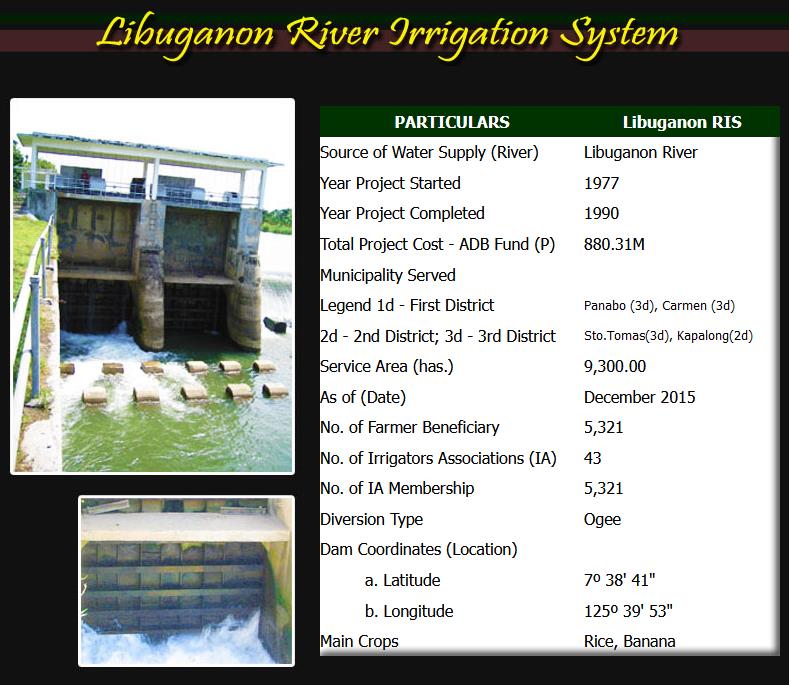 Libuganon River Irrigation System
PARTICULARS Libuganon RIS
Source of Water Supply (River) Libuganon River
Year Project Started 1977
Year Project Completed 1990
Total Project Cost - ADB Fund (P) 880.31M
Municipality Served
Legend 1d - First District Panabo (3d), Carmen (3d)
2d - 2nd District; 3d - 3rd District Sto.Tomas(3d), Kapalong(2d)
Service Area (has.) 9,300.00
As of (Date) December 2015
No. of Farmer Beneficiary 5,321
No. of Irrigators Associations (IA) 43
No. of IA Membership 5,321
Diversion Type Ogee
Dam Coordinates (Location)
a. Latitude 7º 38' 41"
b. Longitude 125º 39' 53"
Main Crops Rice, Banana